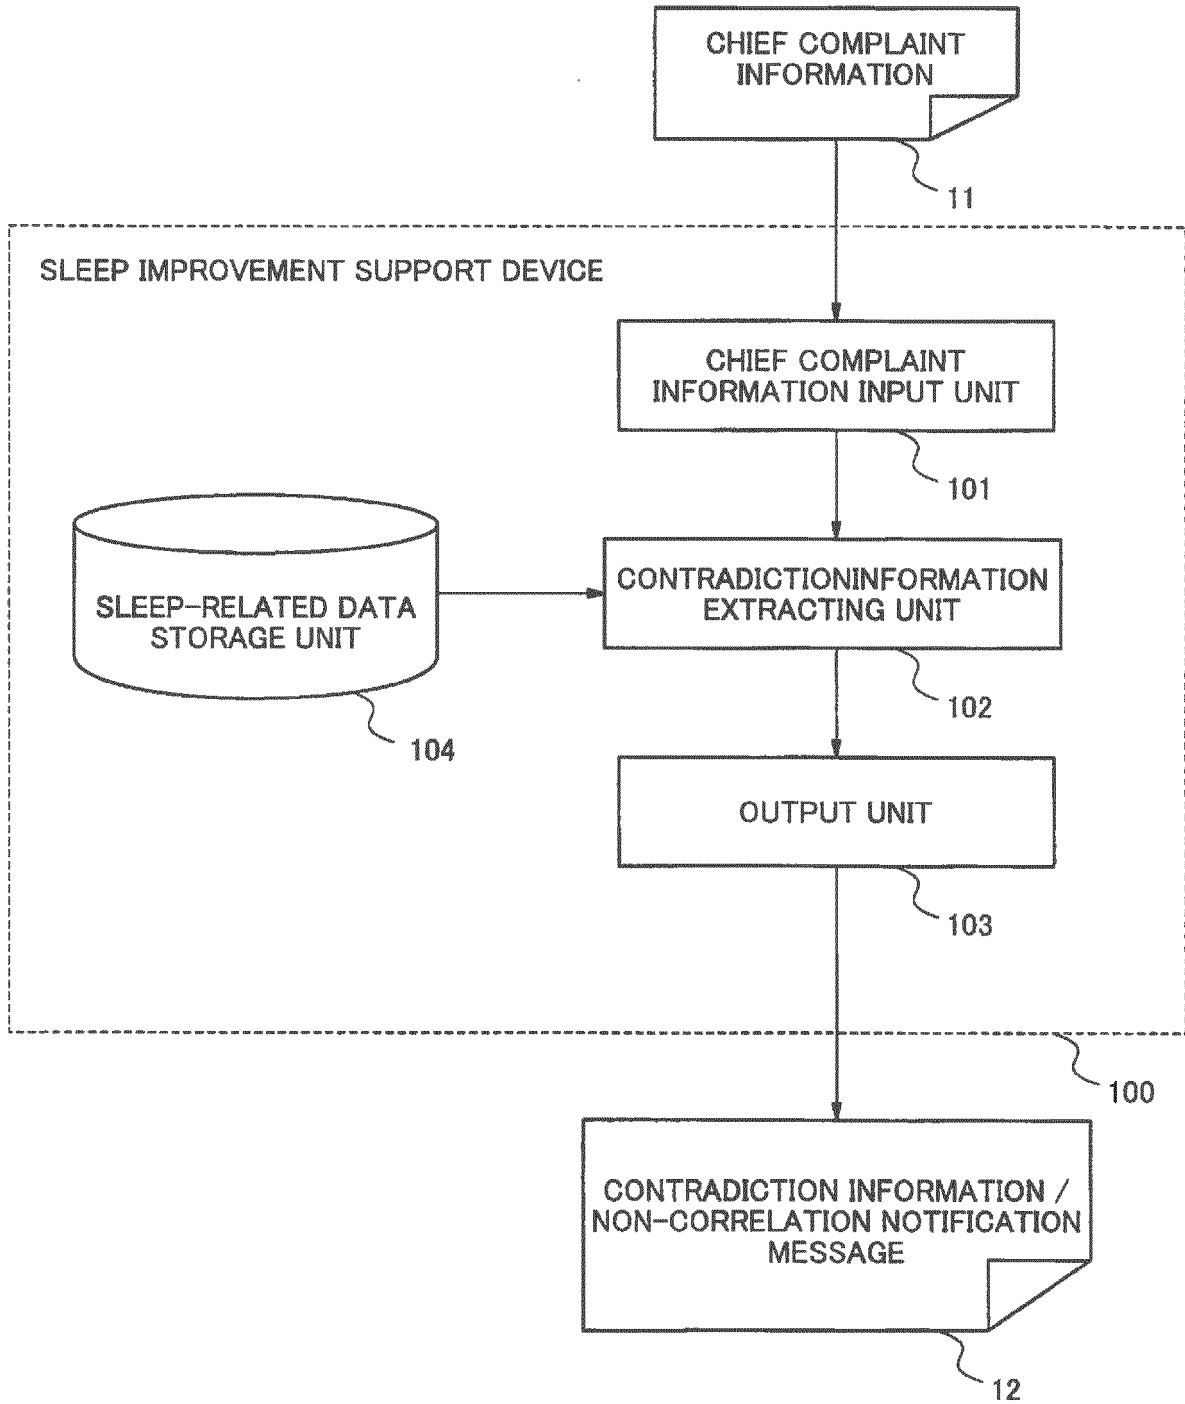 CHIEF COMPLAINT
INFORMATION
11
SLEEP IMPROVEMENT SUPPORT DEVICE
CHIEF COMPLAINT
INFORMATION INPUT UNIT
101
CONTRADICTIONINFORMATION
EXTRACTING UNIT
102
SLEEP-RELATED DATA
STORAGE UNIT
104
OUTPUT UNIT
103
100
CONTRADICTION INFORMATION /
NON-CORRELATION NOTIFICATION
MESSAGE
12